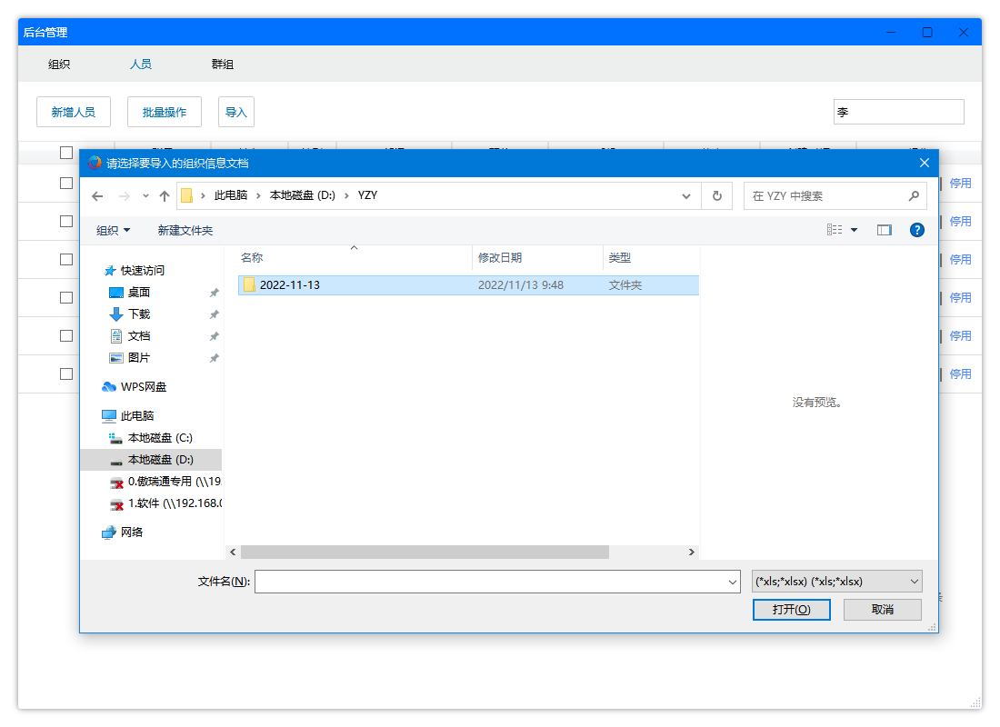 后台管理
组织 人员 群组
新增人员 批量操作 导入 李
请选择要导入的组织信息文档
此电脑 本地磁盘 (D:) YZY 在 YZY 中搜索
组织 新建文件夹
名称 修改日期 类型
2022-11-13 2022/11/13 9:48 文件夹
快速访问
桌面
下载
文档
图片
WPS网盘
此电脑
本地磁盘 (C:)
本地磁盘 (D:)
0.傲瑞通专用 (\\19
1.软件 (\\192.168.0
网络
没有预览。
停用
停用
停用
停用
停用
停用
文件名(N): (*xls;*xlsx) (*xls;*xlsx)
打开(O) 取消